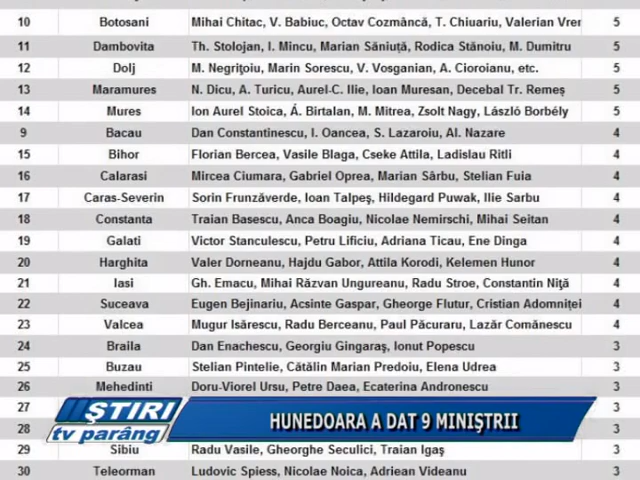 10 Botosani Mihai Chitac, V. Babiuc, Octav Cozmâncă, T. Chiuariu, Valerian Vrer 5
11 Dambovita Th. Stolojan, I. Mincu, Marian Săniuță, Rodica Stănoiu, M. Dumitru 5
12 Dolj M. Negriţoiu, Marin Sorescu, V. Vosganian, A. Cioroianu, etc. 5
13 Maramures N. Dicu, A. Turicu, Aurel-C. Ilie, Ioan Muresan, Decebal Tr. Remeș 5
14 Mures Ion Aurel Stoica, Á. Birtalan, M. Mitrea, Zsolt Nagy, László Borbély 5
9 Bacau Dan Constantinescu, I. Oancea, S. Lazaroiu, Al. Nazare 4
15 Bihor Florian Bercea, Vasile Blaga, Cseke Attila, Ladislau Ritli 4
16 Calarasi Mircea Ciumara, Gabriel Oprea, Marian Sârbu, Stelian Fuia 4
17 Caras-Severin Sorin Frunzăverde, Ioan Talpeş, Hildegard Puwak, Ilie Sarbu 4
18 Constanta Traian Basescu, Anca Boagiu, Nicolae Nemirschi, Mihai Seitan 4
19 Galati Victor Stanculescu, Petru Lificiu, Adriana Ticau, Ene Dinga 4
20 Harghita Valer Dorneanu, Hajdu Gabor, Attila Korodi, Kelemen Hunor 4
21 Iasi Gh. Emacu, Mihai Răzvan Ungureanu, Radu Stroe, Constantin Niţă 4
22 Suceava Eugen Bejinariu, Acsinte Gaspar, Gheorge Flutur, Cristian Adomniței 4
23 Valcea Mugur Isărescu, Radu Berceanu, Paul Păcuraru, Lazăr Comănescu 4
24 Braila Dan Enachescu, Georgiu Gingaraş, Ionut Popescu 3
25 Buzau Stelian Pintelie, Cătălin Marian Predoiu, Elena Udrea 3
26 Mehedinti Doru-Viorel Ursu, Petre Daea, Ecaterina Andronescu 3
27 3
28 3
ŞTIRI
tv parâng
HUNEDOARA A DAT 9 MINIŞTRII
29 Sibiu Radu Vasile, Gheorghe Seculici, Traian Igaş 3
30 Teleorman Ludovic Spiess, Nicolae Noica, Adriean Videanu 3